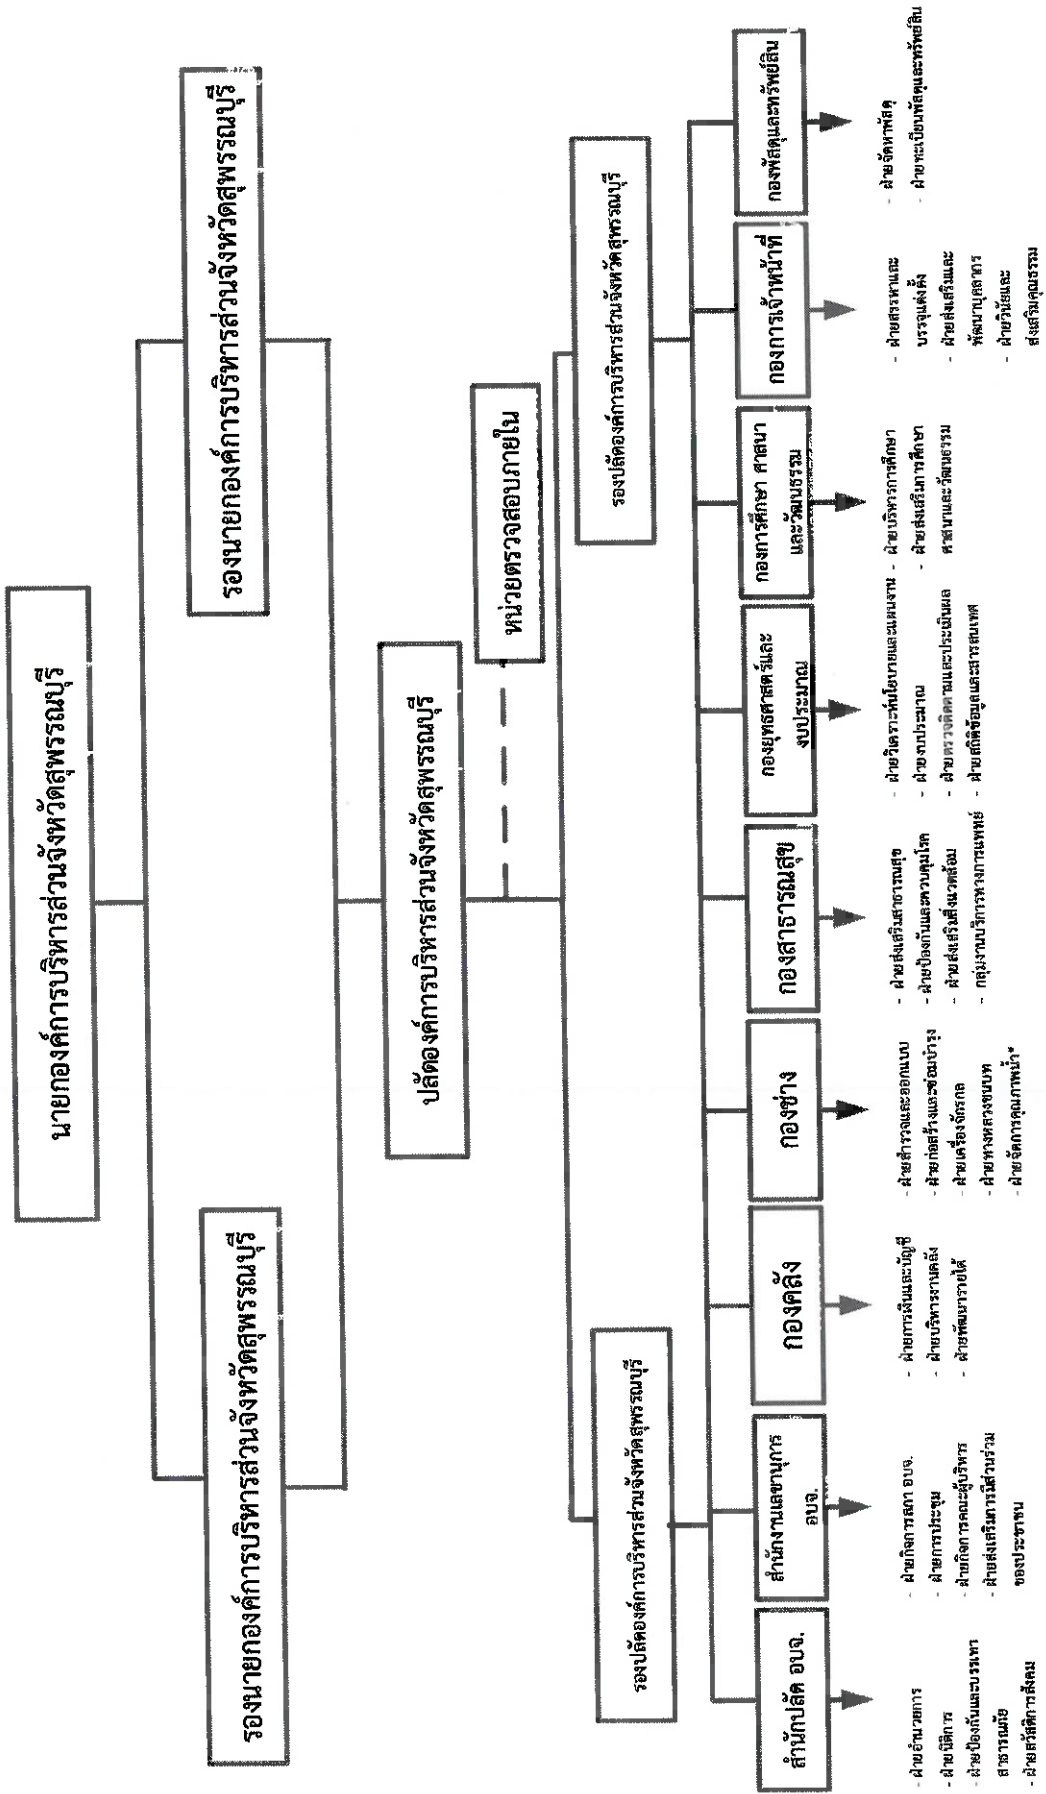 นายกองค์การบริหารส่วนจังหวัดสุพรรณบุรี
รองนายกองค์การบริหารส่วนจังหวัดสุพรรณบุรี
รองนายกองค์การบริหารส่วนจังหวัดสุพรรณบุรี
ปลัดองค์การบริหารส่วนจังหวัดสุพรรณบุรี
หน่วยตรวจสอบภายใน
รองปลัดองค์การบริหารส่วนจังหวัดสุพรรณบุรี
รองปลัดองค์การบริหารส่วนจังหวัดสุพรรณบุรี
สำนักปลัด อบจ.
- ฝ่ายอำนวยการ
- ฝ่ายนิติการ
- ฝ่ายป้องกันและบรรเทา
สาธารณภัย
- ฝ่ายสวัสดิการสังคม
สำนักงานเลขานุการ
อบจ.
- ฝ่ายกิจการสภา อบจ.
- ฝ่ายการประชุม
- ฝ่ายกิจการคณะผู้บริหาร
- ฝ่ายส่งเสริมการมีส่วนร่วม
ของประชาชน
กองคลัง
- ฝ่ายการเงินและบัญชี
- ฝ่ายบริหารงานคลัง
- ฝ่ายพัฒนารายได้
กองช่าง
- ฝ่ายสำรวจและออกแบบ
- ฝ่ายก่อสร้างและซ่อมบำรุง
- ฝ่ายเครื่องจักรกล
- ฝ่ายทางหลวงชนบท
- ฝ่ายจัดการคุณภาพน้ำ*
กองสาธารณสุข
- ฝ่ายส่งเสริมสาธารณสุข
- ฝ่ายป้องกันและควบคุมโรค
- ฝ่ายส่งเสริมสิ่งแวดล้อม
- กลุ่มงานบริการทางการแพทย์
กองยุทธศาสตร์และ
งบประมาณ
- ฝ่ายวิเคราะห์นโยบายและแผนงาน
- ฝ่ายงบประมาณ
- ฝ่ายตรวจติดตามและประเมินผล
- ฝ่ายสถิติข้อมูลและสารสนเทศ
กองการศึกษา ศาสนา
และวัฒนธรรม
- ฝ่ายบริหารการศึกษา
- ฝ่ายส่งเสริมการศึกษา
ศาสนาและวัฒนธรรม
กองการเจ้าหน้าที่
- ฝ่ายสรรหาและ
บรรจุแต่งตั้ง
- ฝ่ายส่งเสริมและ
พัฒนาบุคลากร
- ฝ่ายวินัยและ
ส่งเสริมคุณธรรม
กองพัสดุและทรัพย์สิน
- ฝ่ายจัดหาพัสดุ
- ฝ่ายทะเบียนพัสดุและทรัพย์สิน